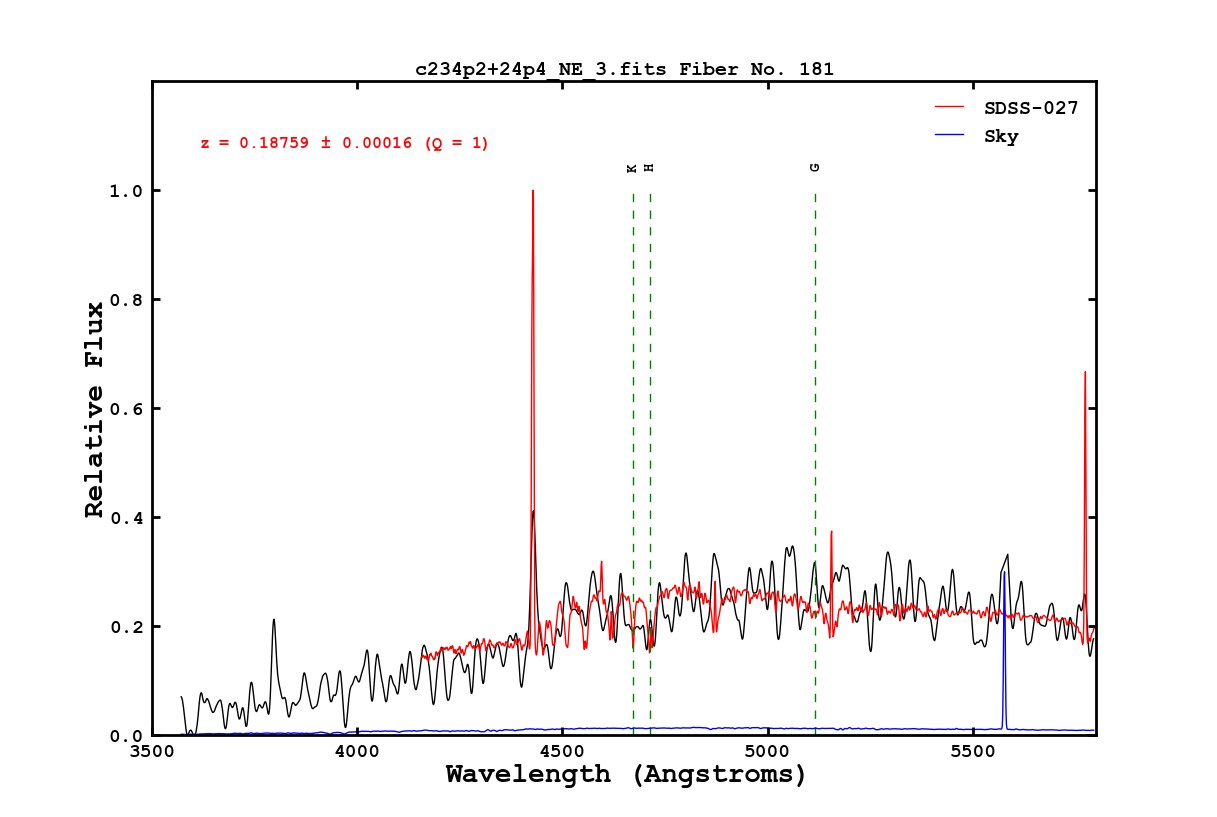 c234p2+24p4_NE_3.fits Fiber No. 181
SDSS-027
Sky
z = 0.18759 ± 0.00016 (Q = 1)
K
H
G
1.0
0.8
0.6
0.4
0.2
0.0
Relative Flux
3500
4000
4500
5000
5500
Wavelength (Angstroms)